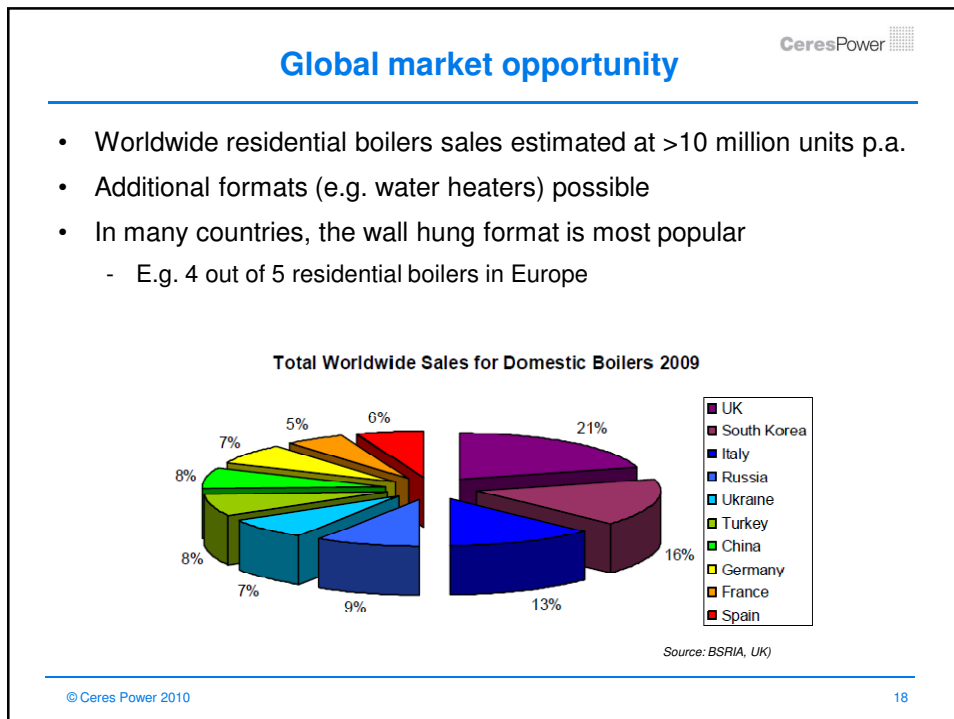 CeresPower
Global market opportunity
• Worldwide residential boilers sales estimated at >10 million units p.a.
• Additional formats (e.g. water heaters) possible
• In many countries, the wall hung format is most popular
- E.g. 4 out of 5 residential boilers in Europe
Total Worldwide Sales for Domestic Boilers 2009
21%
16%
13%
9%
7%
8%
8%
7%
5%
6%
UK
South Korea
Italy
Russia
Ukraine
Turkey
China
Germany
France
Spain
Source: BSRIA, UK)
© Ceres Power 2010
18